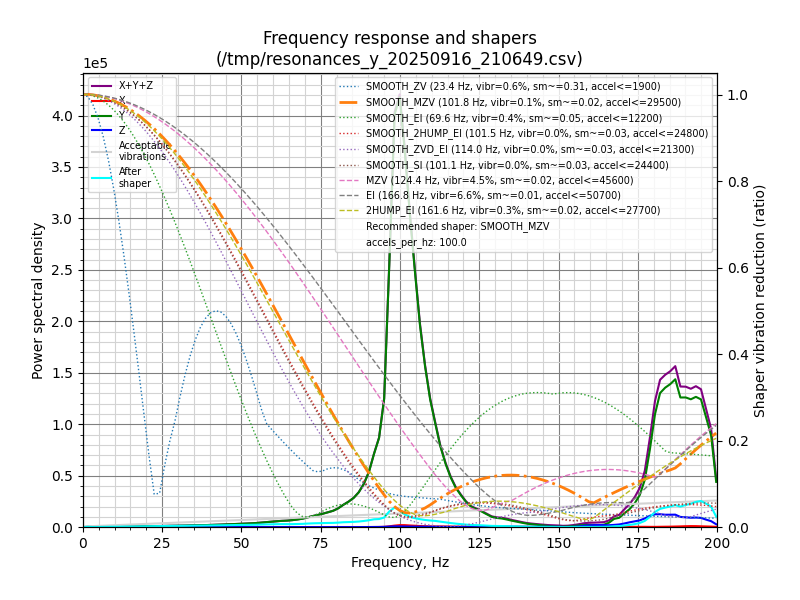 Frequency response and shapers
(/tmp/resonances_y_20250916_210649.csv)
1e5
X+Y+Z
X
Y
Z
Acceptable
vibrations
After
shaper
SMOOTH_ZV (23.4 Hz, vibr=0.6%, sm~=0.31, accel<=1900)
SMOOTH_MZV (101.8 Hz, vibr=0.1%, sm~=0.02, accel<=29500)
SMOOTH_EI (69.6 Hz, vibr=0.4%, sm~=0.05, accel<=12200)
SMOOTH_2HUMP_EI (101.5 Hz, vibr=0.0%, sm~=0.03, accel<=24800)
SMOOTH_ZVD_EI (114.0 Hz, vibr=0.0%, sm~=0.03, accel<=21300)
SMOOTH_SI (101.1 Hz, vibr=0.0%, sm~=0.03, accel<=24400)
MZV (124.4 Hz, vibr=4.5%, sm~=0.02, accel<=45600)
EI (166.8 Hz, vibr=6.6%, sm~=0.01, accel<=50700)
2HUMP_EI (161.6 Hz, vibr=0.3%, sm~=0.02, accel<=27700)
Recommended shaper: SMOOTH_MZV
accels_per_hz: 100.0
4.0
3.5
3.0
2.5
2.0
1.5
1.0
0.5
0.0
Power spectral density
1.0
0.8
0.6
0.4
0.2
0.0
Shaper vibration reduction (ratio)
0 25 50 75 100 125 150 175 200
Frequency, Hz